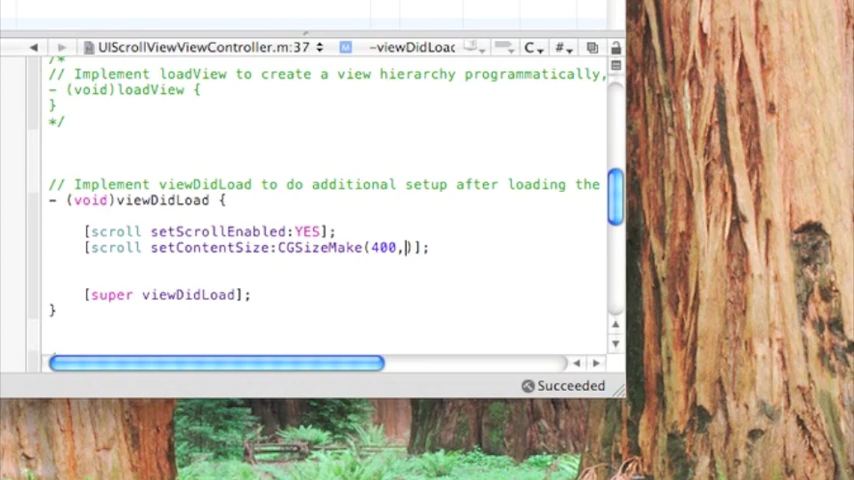 UIScrollViewViewController.m:37 M -viewDidLoad C #
/*
// Implement loadView to create a view hierarchy programmatically,
- (void)loadView {
}
*/
// Implement viewDidLoad to do additional setup after loading the
- (void)viewDidLoad {
[scroll setScrollEnabled:YES];
[scroll setContentSize:CGSizeMake(400,)];
[super viewDidLoad];
}
Succeeded